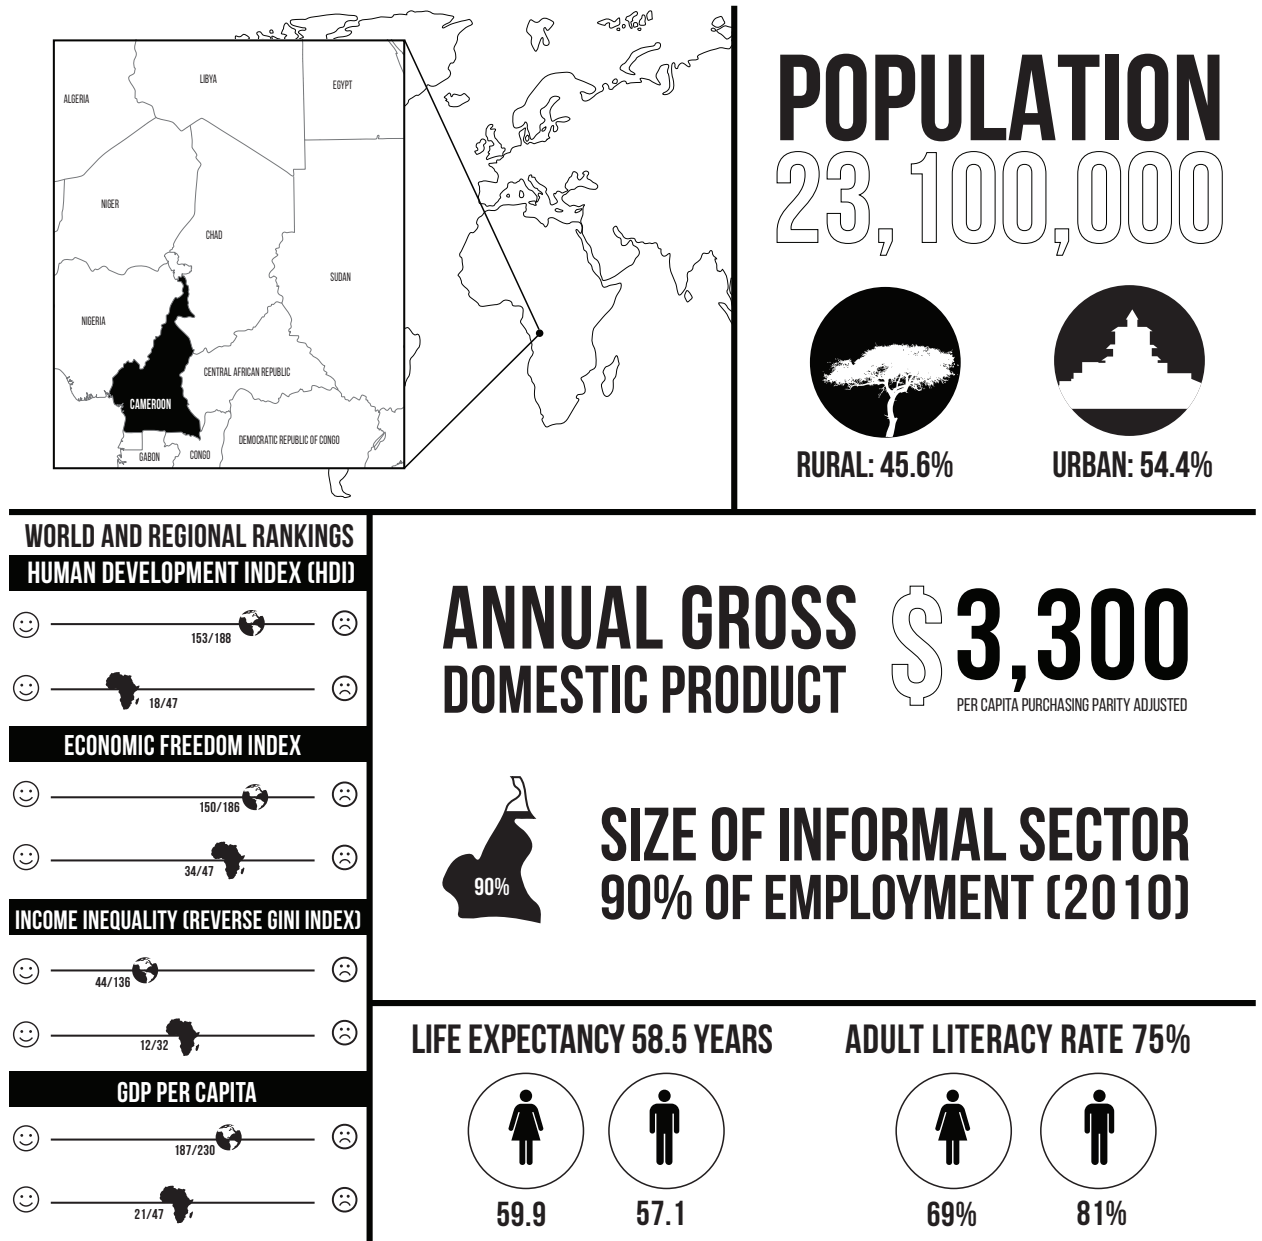 LIBYA
EGYPT
ALGERIA
NIGER
CHAD
SUDAN
NIGERIA
CENTRAL AFRICAN REPUBLIC
CAMEROON
DEMOCRATIC REPUBLIC OF CONGO
GABON
CONGO
POPULATION
23,100,000
RURAL: 45.6%
URBAN: 54.4%
WORLD AND REGIONAL RANKINGS
HUMAN DEVELOPMENT INDEX (HDI)
153/188
18/47
ECONOMIC FREEDOM INDEX
150/186
34/47
INCOME INEQUALITY (REVERSE GINI INDEX)
44/136
12/32
GDP PER CAPITA
187/230
21/47
ANNUAL GROSS
DOMESTIC PRODUCT
$3,300
PER CAPITA PURCHASING PARITY ADJUSTED
90%
SIZE OF INFORMAL SECTOR
90% OF EMPLOYMENT (2010)
LIFE EXPECTANCY 58.5 YEARS
59.9
57.1
ADULT LITERACY RATE 75%
69%
81%